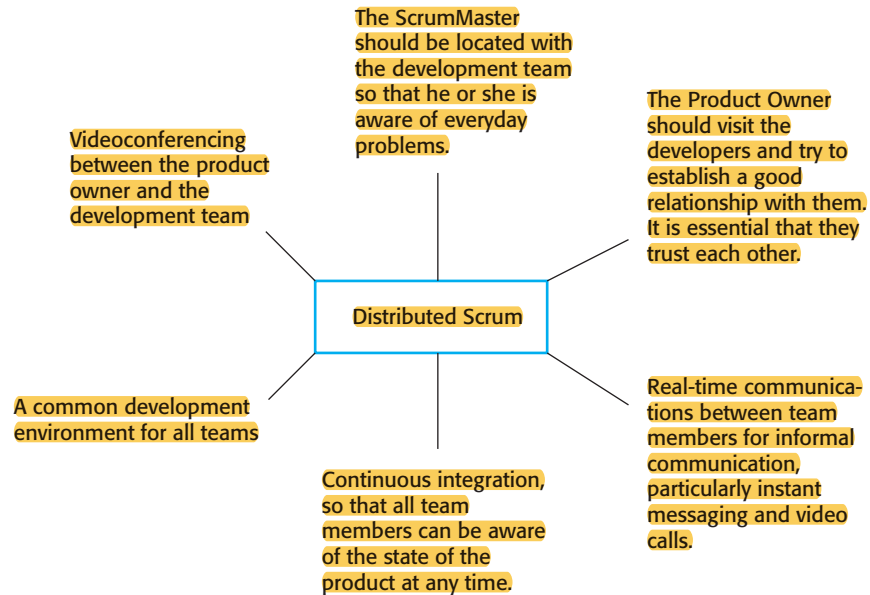 The ScrumMaster
should be located with
the development team
so that he or she is
aware of everyday
problems.
The Product Owner
should visit the
developers and try to
establish a good
relationship with them.
It is essential that they
trust each other.
Videoconferencing
between the product
owner and the
development team
Distributed Scrum
A common development
environment for all teams
Real-time communica-
tions between team
members for informal
communication,
particularly instant
messaging and video
calls.
Continuous integration,
so that all team
members can be aware
of the state of the
product at any time.